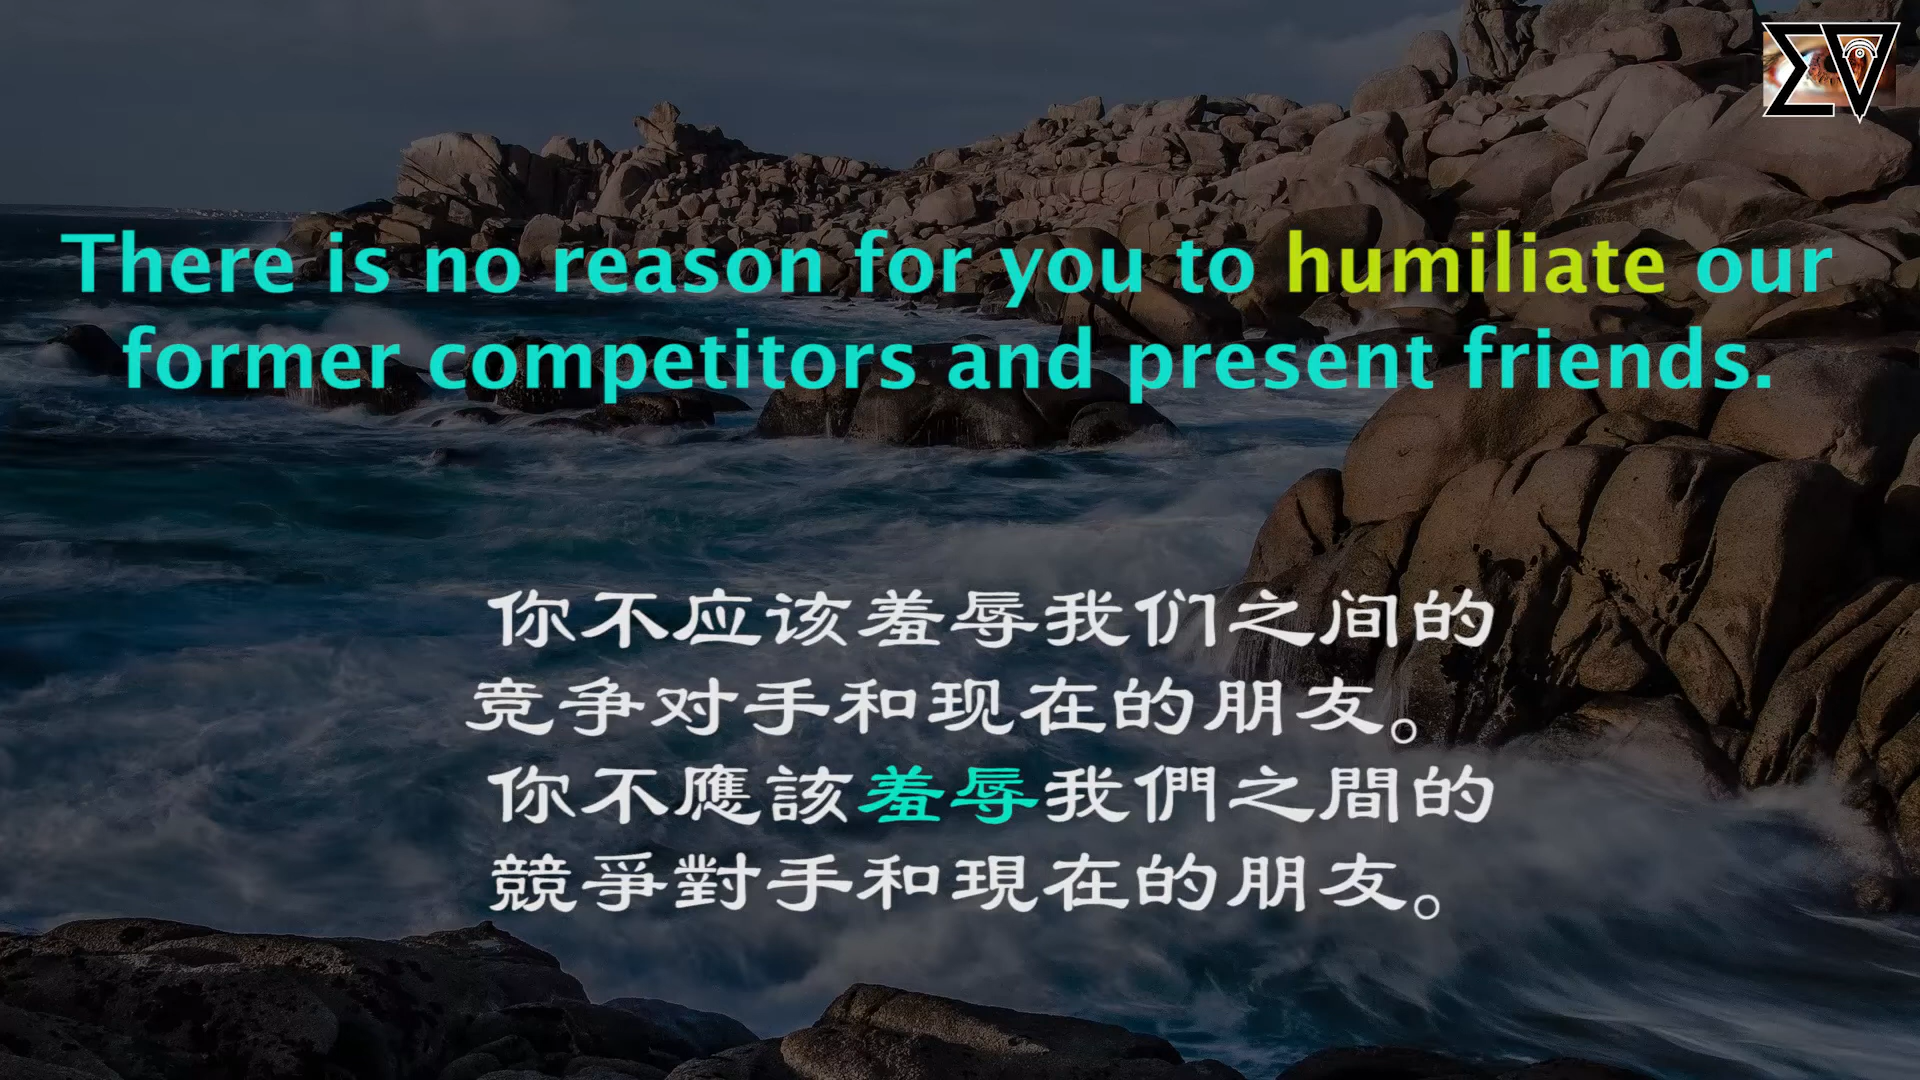 There is no reason for you to humiliate our
former competitors and present friends.
你不应该羞辱我们之间的
竞争对手和现在的朋友。
你不應該羞辱我們之間的
競爭對手和現在的朋友。